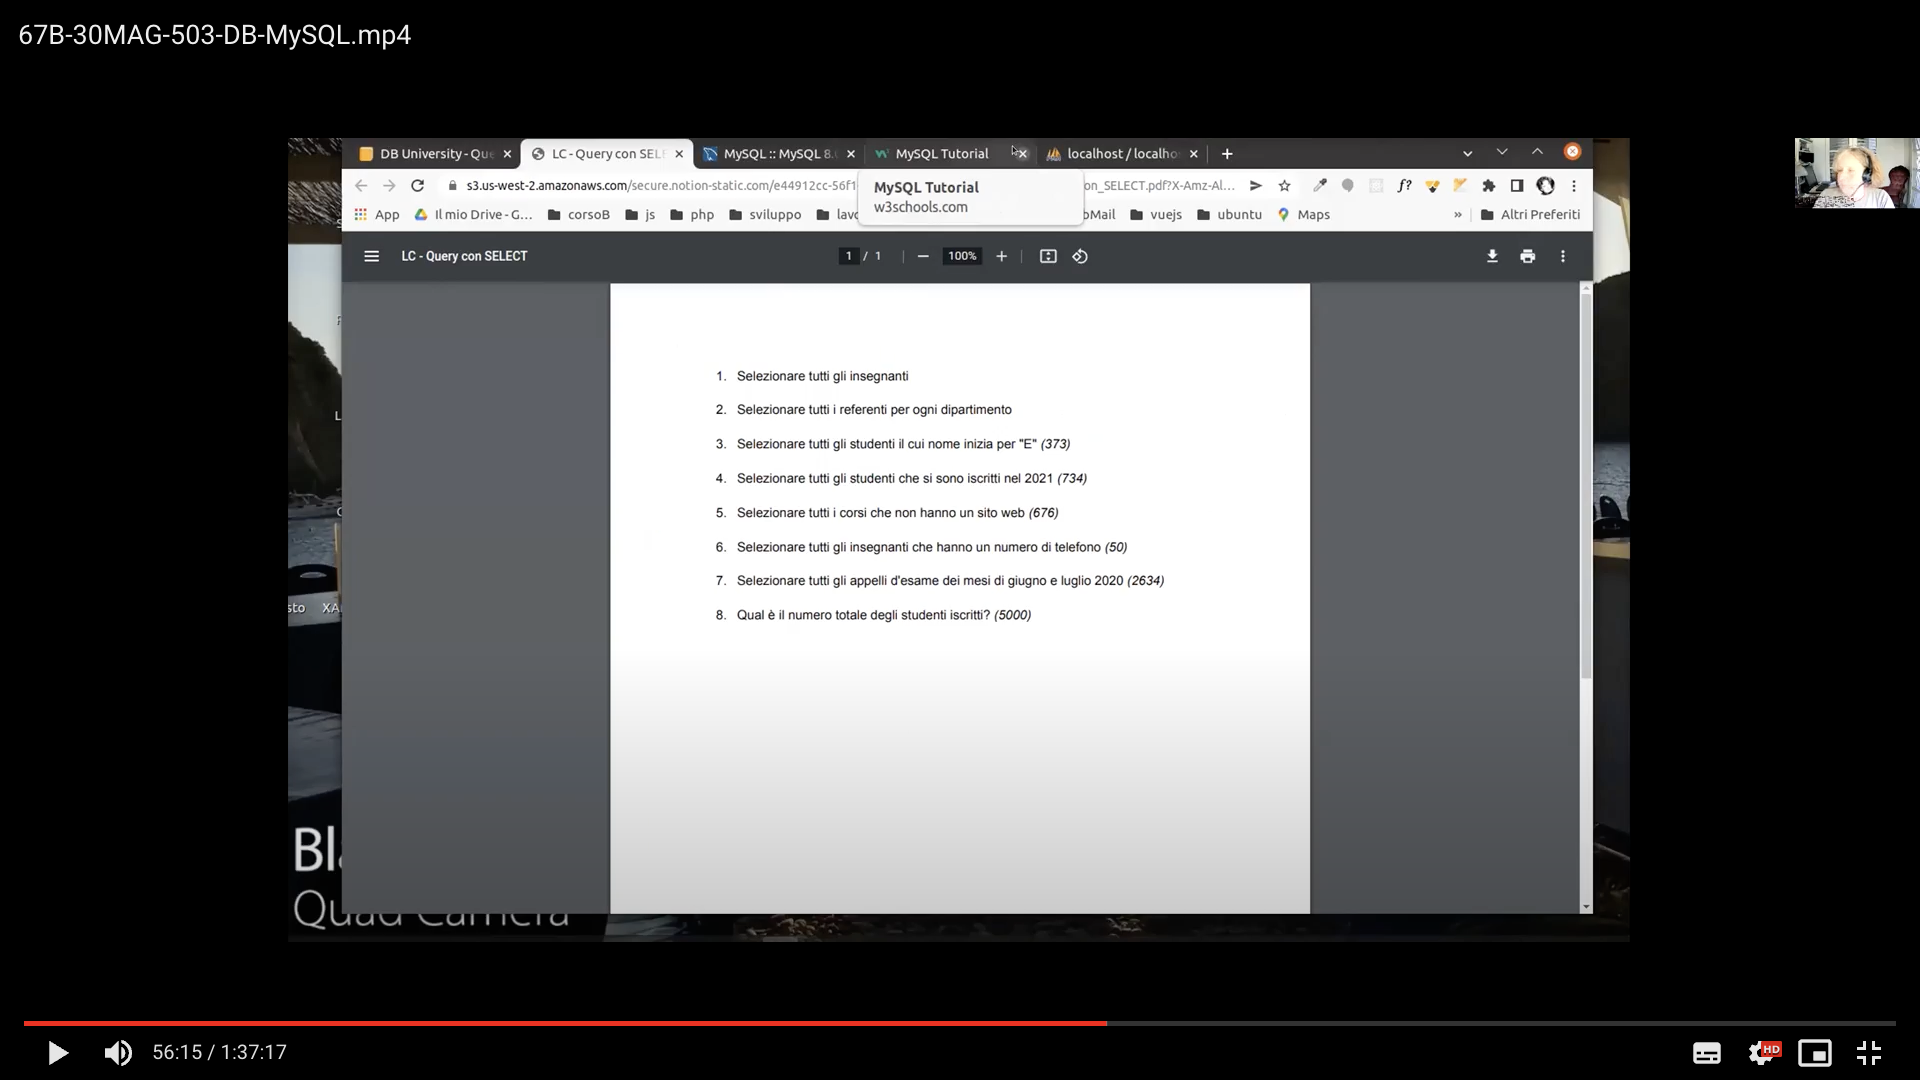 67B-30MAG-503-DB-MySQL.mp4
DB University - Que
LC - Query con SEL
MySQL :: MySQL 8.
MySQL Tutorial
localhost / localho
s3.us-west-2.amazonaws.com/secure.notion-static.com/e44912cc-56f1
on_SELECT.pdf?X-Amz-Al...
f?
MySQL Tutorial
w3schools.com
App
Il mio Drive - G...
corsoB
js
php
sviluppo
lavo
Mail
vuejs
ubuntu
Maps
»
Altri Preferiti
LC - Query con SELECT
1 / 1
100%
1. Selezionare tutti gli insegnanti
2. Selezionare tutti i referenti per ogni dipartimento
3. Selezionare tutti gli studenti il cui nome inizia per "E" (373)
4. Selezionare tutti gli studenti che si sono iscritti nel 2021 (734)
5. Selezionare tutti i corsi che non hanno un sito web (676)
6. Selezionare tutti gli insegnanti che hanno un numero di telefono (50)
7. Selezionare tutti gli appelli d'esame dei mesi di giugno e luglio 2020 (2634)
8. Qual è il numero totale degli studenti iscritti? (5000)
sto
XA
Bl
Quad Camera
56:15 / 1:37:17
HD